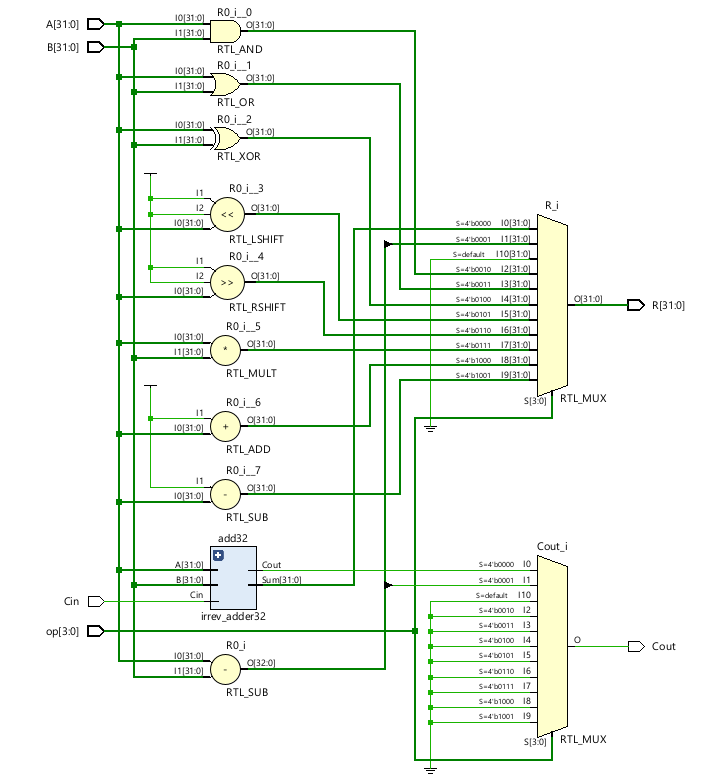 A[31:0]
B[31:0]
R0_i__0
I0[31:0]
I1[31:0]
O[31:0]
RTL_AND
R0_i__1
I0[31:0]
I1[31:0]
O[31:0]
RTL_OR
R0_i__2
I0[31:0]
I1[31:0]
O[31:0]
RTL_XOR
R0_i__3
I1
I2
I0[31:0]
<<
O[31:0]
RTL_LSHIFT
R0_i__4
I1
I2
I0[31:0]
>>
O[31:0]
RTL_RSHIFT
R0_i__5
I0[31:0]
I1[31:0]
*
O[31:0]
RTL_MULT
R0_i__6
I1
I0[31:0]
+
O[31:0]
RTL_ADD
R0_i__7
I1
I0[31:0]
-
O[31:0]
RTL_SUB
add32
A[31:0]
B[31:0]
Cin
Cout
Sum[31:0]
irrev_adder32
Cin
op[3:0]
R0_i
I0[31:0]
I1[31:0]
-
O[32:0]
RTL_SUB
R_i
S=4'b0000 I0[31:0]
S=4'b0001 I1[31:0]
S=default I10[31:0]
S=4'b0010 I2[31:0]
S=4'b0011 I3[31:0]
S=4'b0100 I4[31:0]
S=4'b0101 I5[31:0]
S=4'b0110 I6[31:0]
S=4'b0111 I7[31:0]
S=4'b1000 I8[31:0]
S=4'b1001 I9[31:0]
S[3:0]
O[31:0]
RTL_MUX
R[31:0]
Cout_i
S=4'b0000 I0
S=4'b0001 I1
S=default I10
S=4'b0010 I2
S=4'b0011 I3
S=4'b0100 I4
S=4'b0101 I5
S=4'b0110 I6
S=4'b0111 I7
S=4'b1000 I8
S=4'b1001 I9
S[3:0]
O
RTL_MUX
Cout